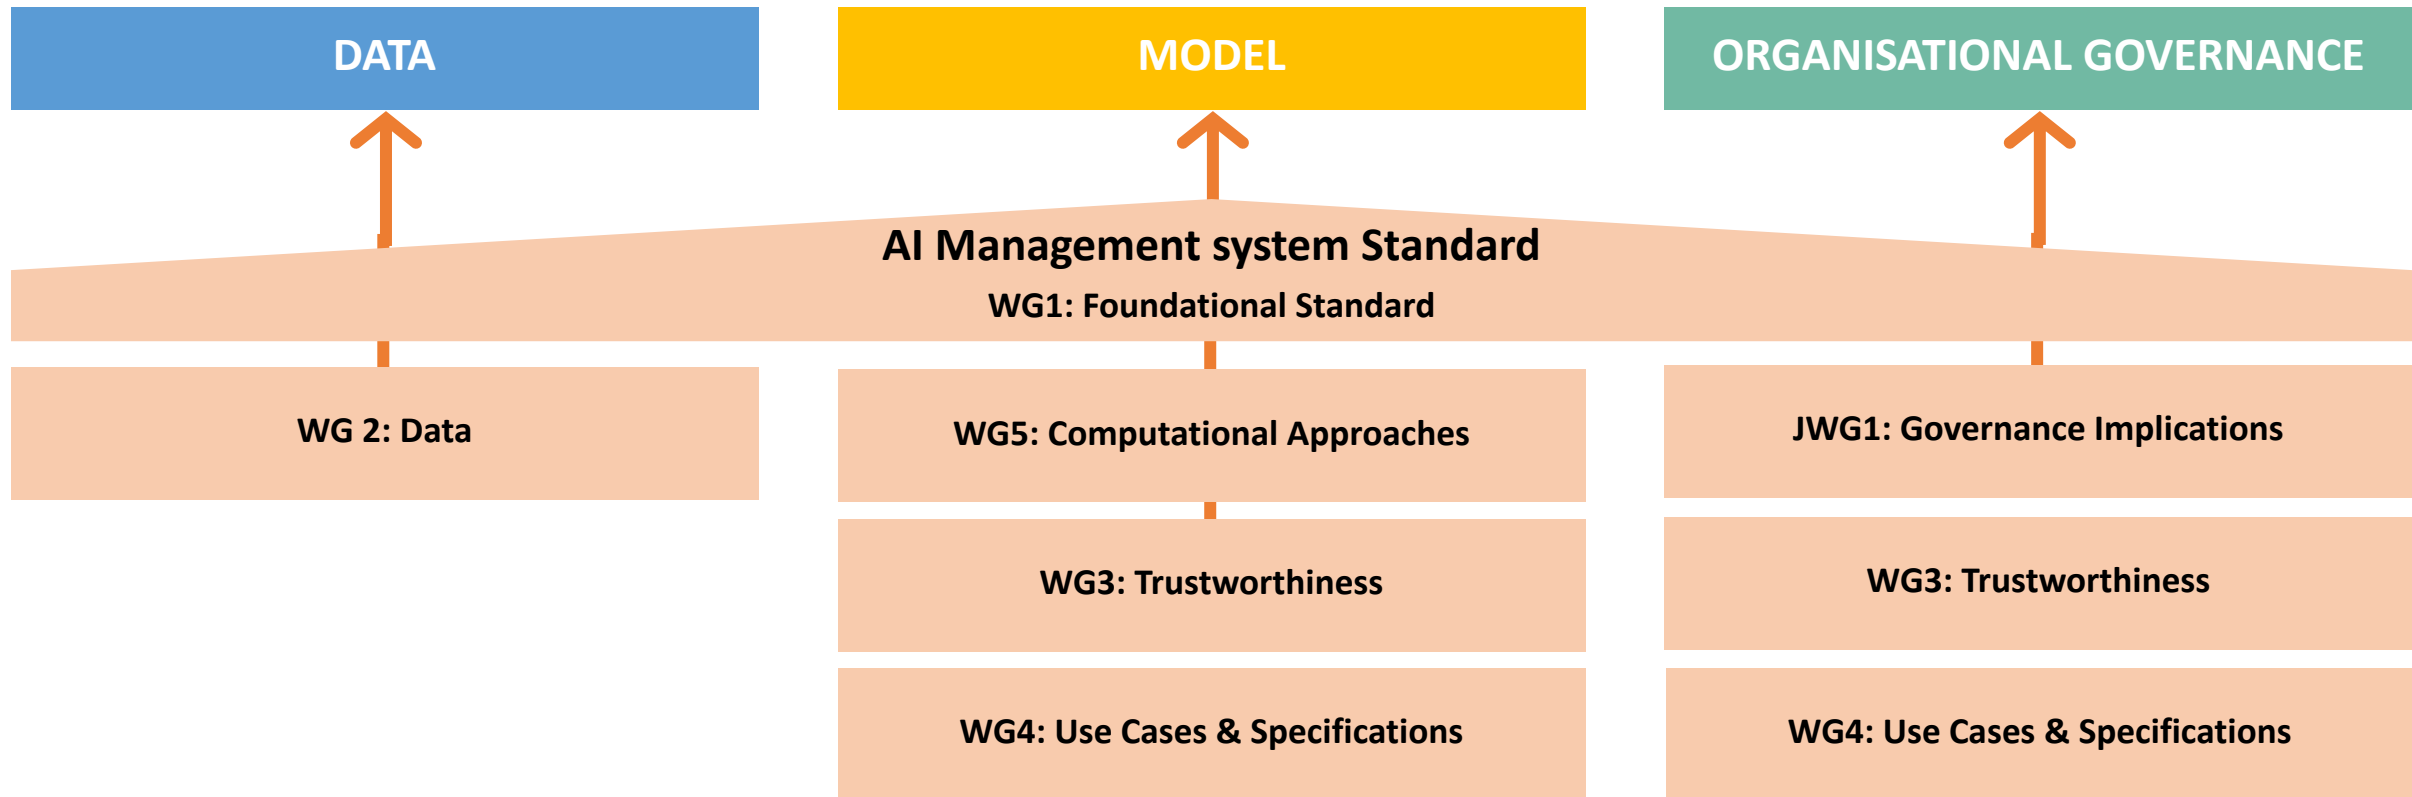 DATA
MODEL
ORGANISATIONAL GOVERNANCE
AI Management system Standard
WG1: Foundational Standard
WG 2: Data
WG5: Computational Approaches
JWG1: Governance Implications
WG3: Trustworthiness
WG3: Trustworthiness
WG4: Use Cases & Specifications
WG4: Use Cases & Specifications